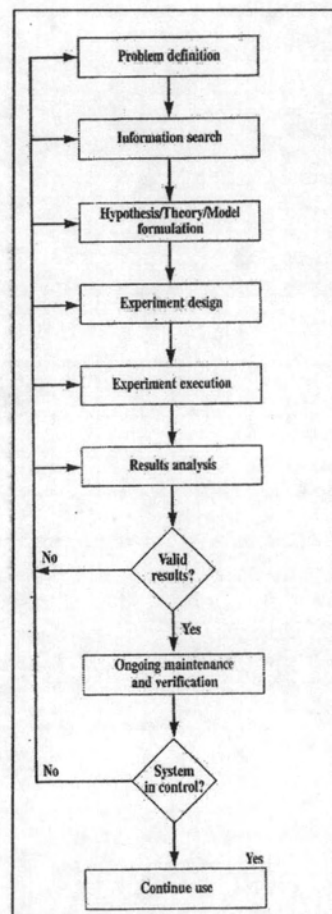 Problem definition
Information search
Hypothesis/Theory/Model
formulation
Experiment design
Experiment execution
Results analysis
No
Valid
results?
Yes
Ongoing maintenance
and verification
No
System
in control?
Yes
Continue use